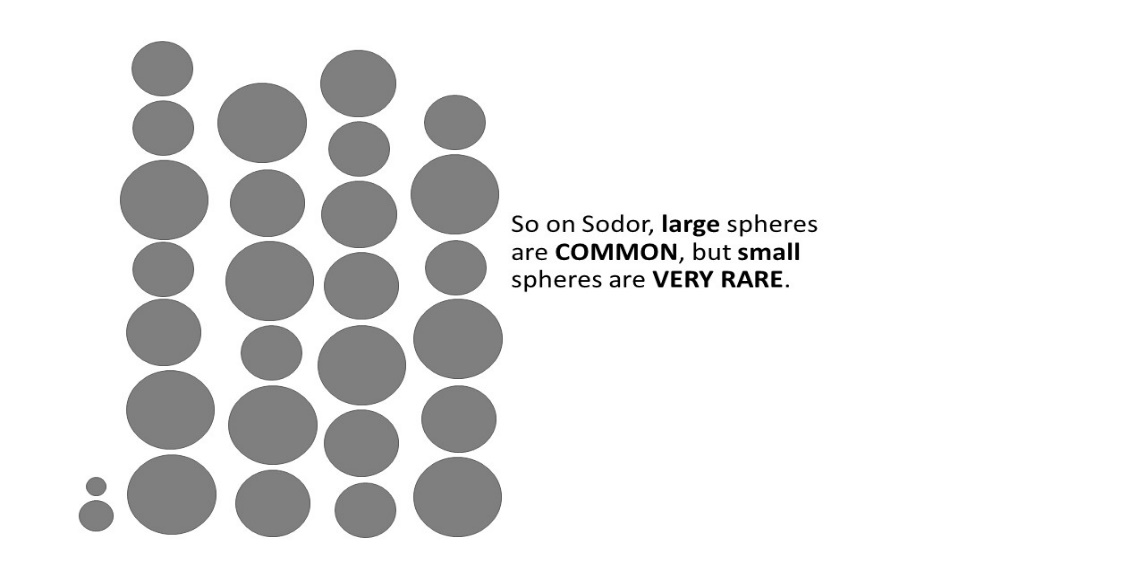 So on Sodor, large spheres
are COMMON, but small
spheres are VERY RARE.